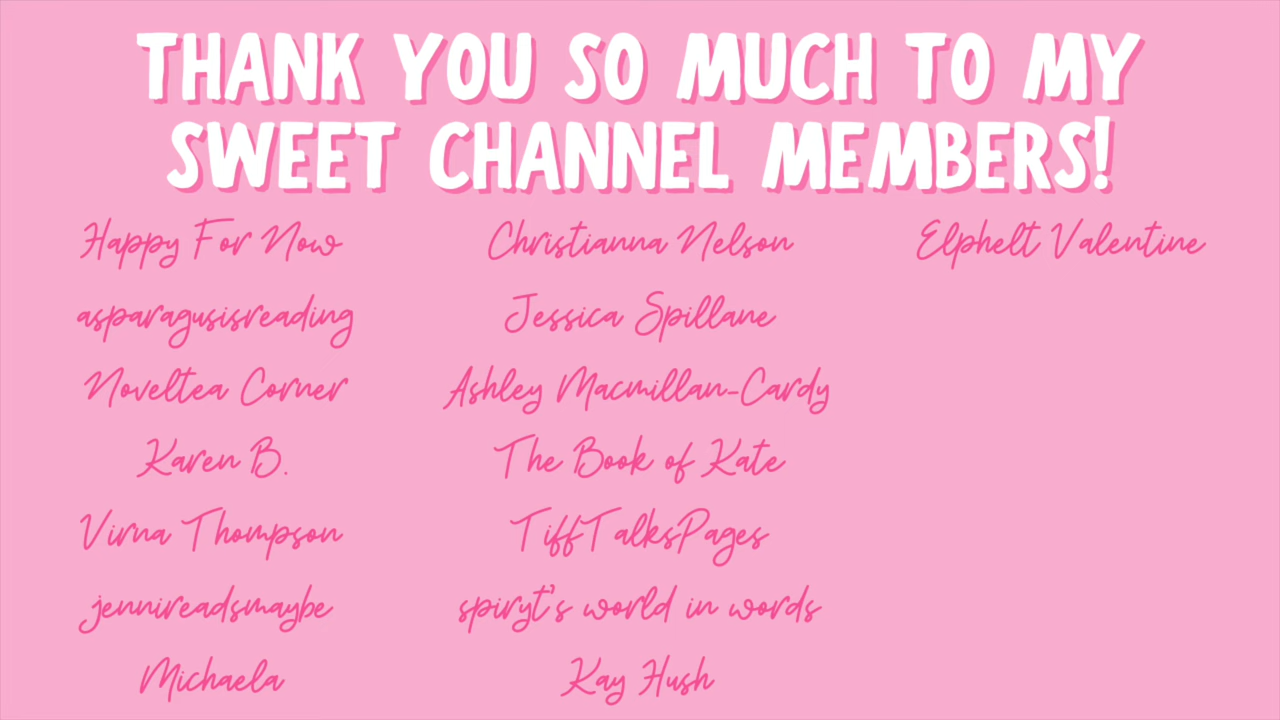 THANK YOU SO MUCH TO MY
SWEET CHANNEL MEMBERS!
Happy For Now
asparagusisreading
Noveltea Corner
Karen B.
Virna Thompson
jennireadsmaybe
Michaela
Christianna Nelson
Jessica Spillane
Ashley Macmillan-Cardy
The Book of Kate
TiffTalksPages
spiryt's world in words
Kay Hush
Elphelt Valentine